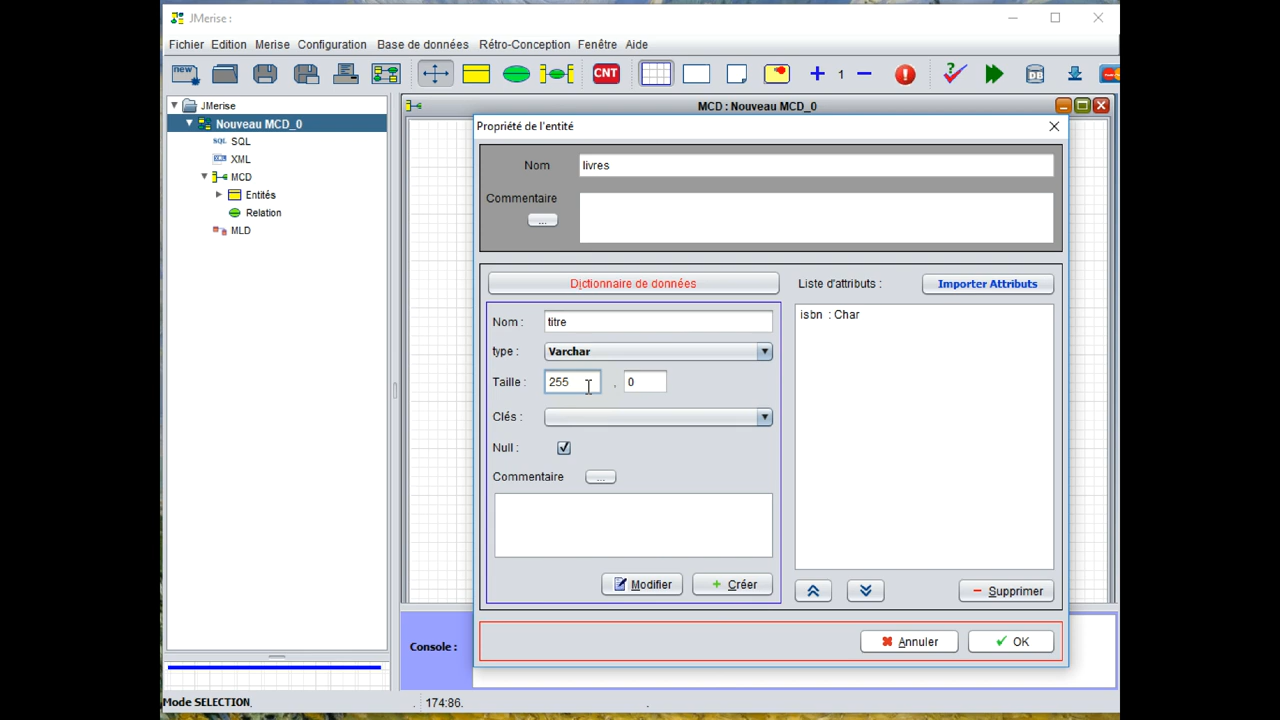 JMerise :
Fichier Edition Merise Configuration Base de données Rétro-Conception Fenêtre Aide
new CNT 1 DB
JMerise
Nouveau MCD_0
SQL SQL
XML
MCD
Entités
Relation
MLD
MCD : Nouveau MCD_0
Propriété de l'entité
Nom livres
Commentaire
...
Dictionnaire de données
Liste d'attributs : Importer Attributs
Nom : titre
isbn : Char
type : Varchar
Taille : 255 , 0
Clés :
Null :
Commentaire ...
Modifier + Créer
Supprimer
Annuler OK
Console :
Mode SELECTION. . 174:86. .